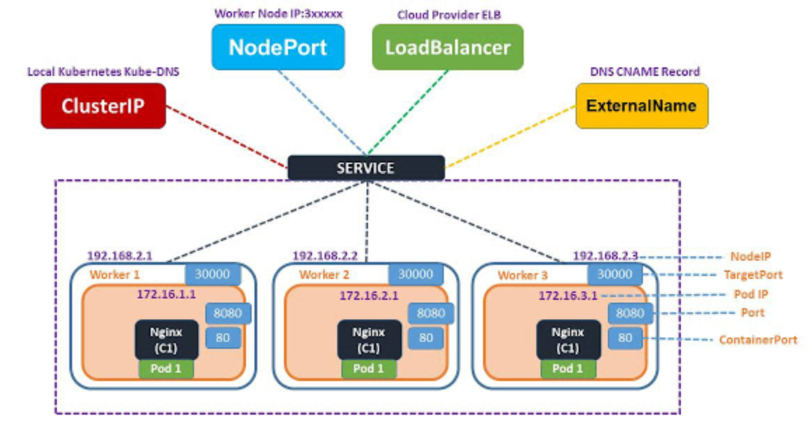 Worker Node IP:3xxxxx
Cloud Provider ELB
NodePort
LoadBalancer
Local Kubernetes Kube-DNS
DNS CNAME Record
ClusterIP
ExternalName
SERVICE
192.168.2.1
192.168.2.2
192.168.2.3
NodeIP
Worker 1
30000
Worker 2
30000
Worker 3
30000
TargetPort
172.16.1.1
172.16.2.1
172.16.3.1
Pod IP
8080
8080
8080
Port
Nginx
(C1)
80
Nginx
(C1)
80
Nginx
(C1)
80
ContainerPort
Pod 1
Pod 1
Pod 1